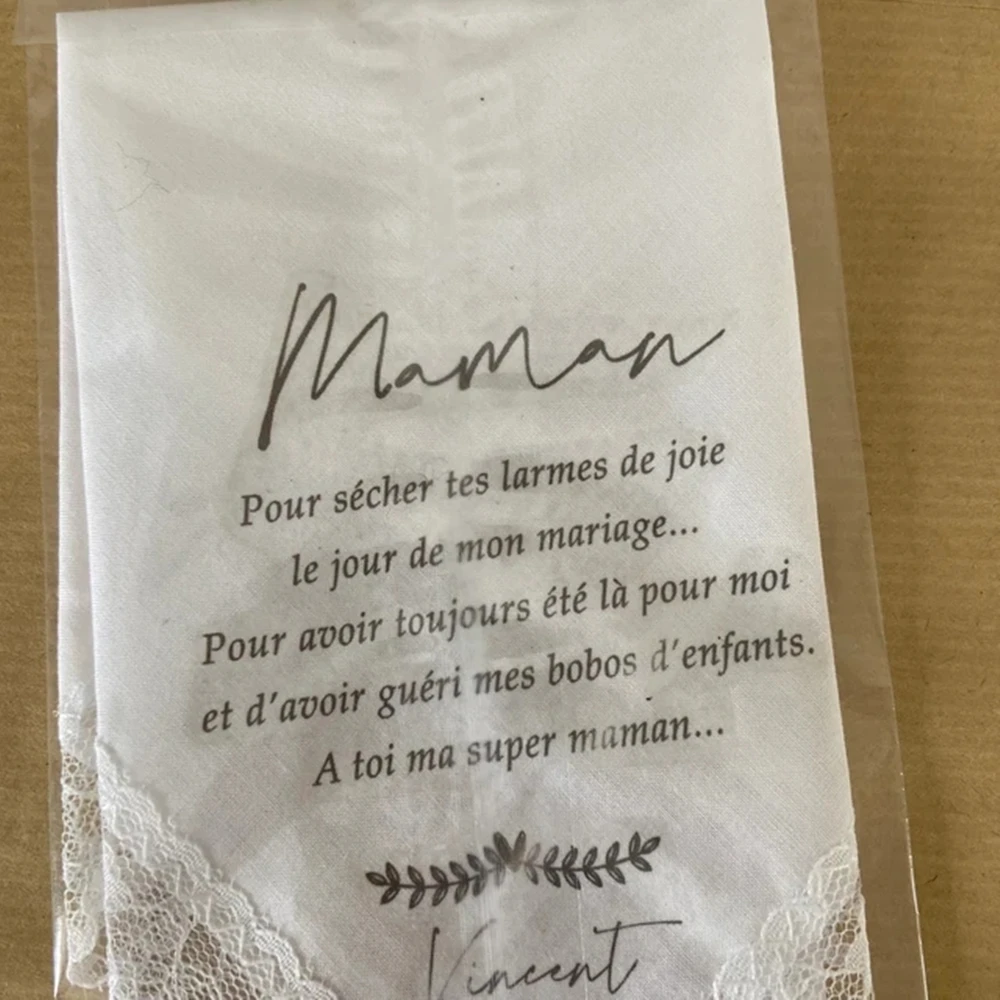 Maman
Pour sécher tes larmes de joie
le jour de mon mariage...
Pour avoir toujours été là pour moi
et d'avoir guéri mes bobos d'enfants.
A toi ma super maman...
Vincent